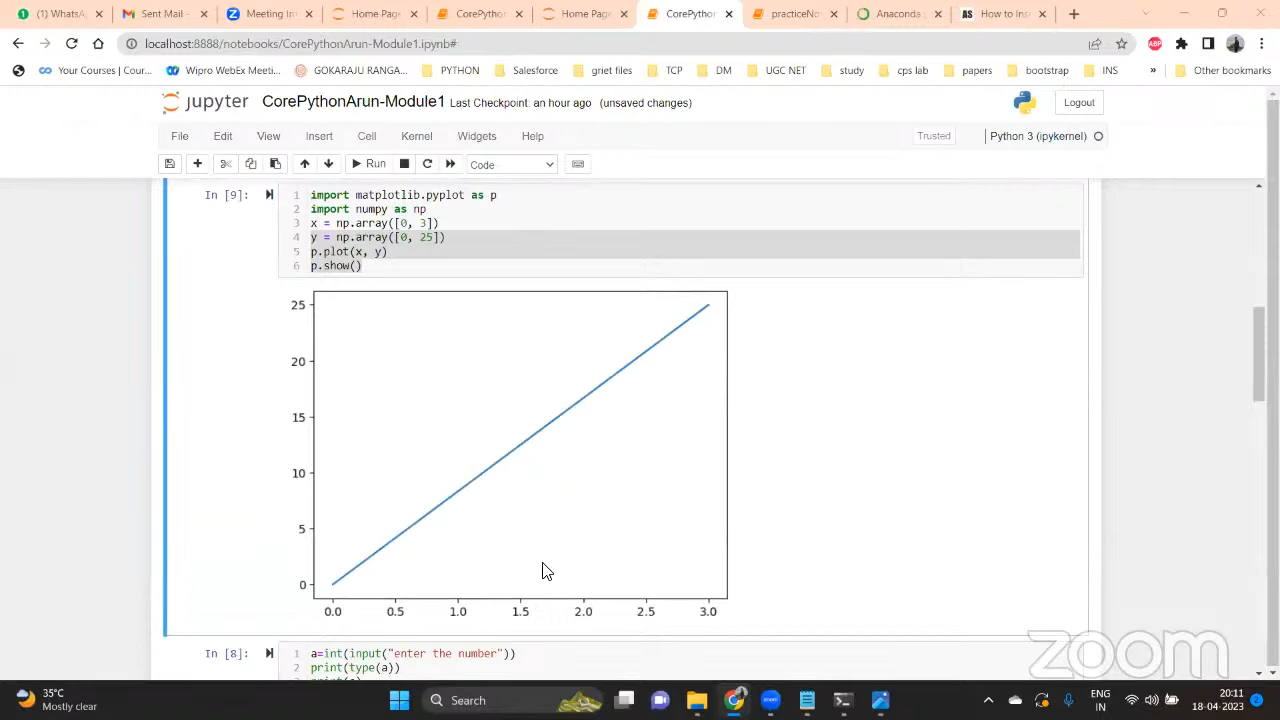 WhatsA
Sent Mail -
Meeting In
Home Page
CorePython
Home Page
CorePython
practiceNo
Anaconda
How to Ins
localhost:8888/notebooks/CorePythonArun-Module1.ipynb#
Your Courses | Cour...
Wipro WebEx Meeti...
GOKARAJU RANGA...
PYTHON
Salesforce
griet files
TCP
DM
UGC NET
study
cps lab
papers
bootstrap
INS
»
Other bookmarks
jupyter CorePythonArun-Module1 Last Checkpoint: an hour ago (unsaved changes)
Logout
File Edit View Insert Cell Kernel Widgets Help
Trusted
Python 3 (ipykernel)
Run
Code
In [9]:
1 import matplotlib.pyplot as p
2 import numpy as np
3 x = np.array([0, 3])
4 y = np.array([0, 25])
5 p.plot(x, y)
6 p.show()
25
20
15
10
5
0
0.0 0.5 1.0 1.5 2.0 2.5 3.0
In [8]:
1 a=int(input("enter the number"))
2 print(type(a))
zoom
35°C
Mostly clear
Search
ENG
IN
20:11
18-04-2023